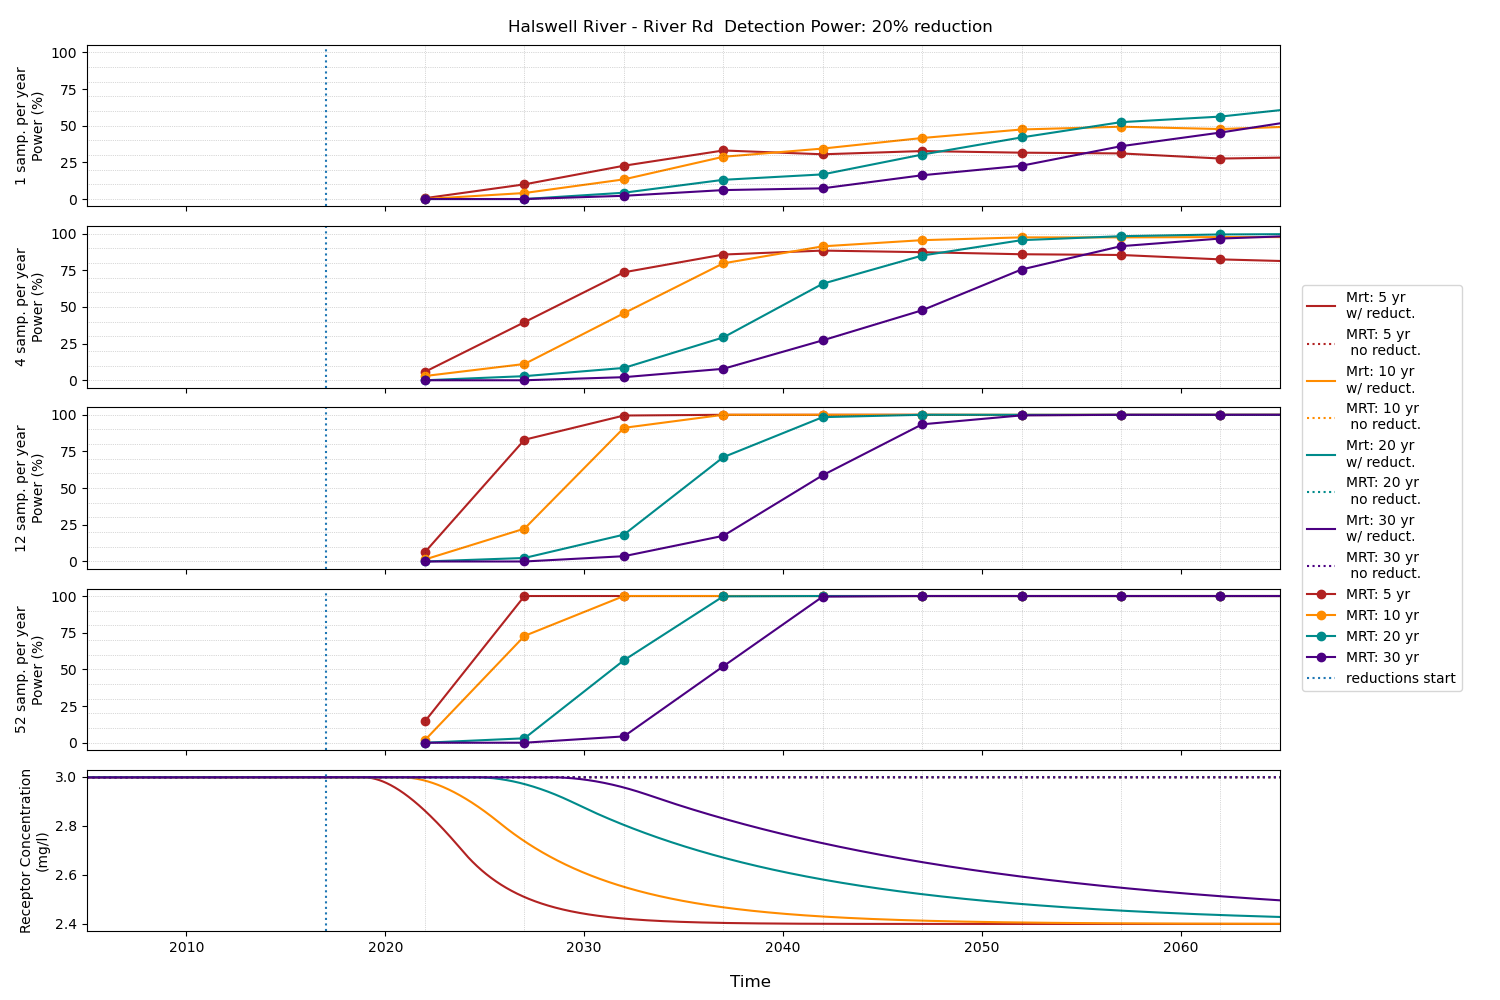 Halswell River - River Rd  Detection Power: 20% reduction
1 samp. per year
Power (%)
100
75
50
25
0
4 samp. per year
Power (%)
100
75
50
25
0
12 samp. per year
Power (%)
100
75
50
25
0
52 samp. per year
Power (%)
100
75
50
25
0
Receptor Concentration
(mg/l)
3.0
2.8
2.6
2.4
2010
2020
2030
2040
2050
2060
Time
Mrt: 5 yr
w/ reduct.
MRT: 5 yr
no reduct.
Mrt: 10 yr
w/ reduct.
MRT: 10 yr
no reduct.
Mrt: 20 yr
w/ reduct.
MRT: 20 yr
no reduct.
Mrt: 30 yr
w/ reduct.
MRT: 30 yr
no reduct.
MRT: 5 yr
MRT: 10 yr
MRT: 20 yr
MRT: 30 yr
reductions start